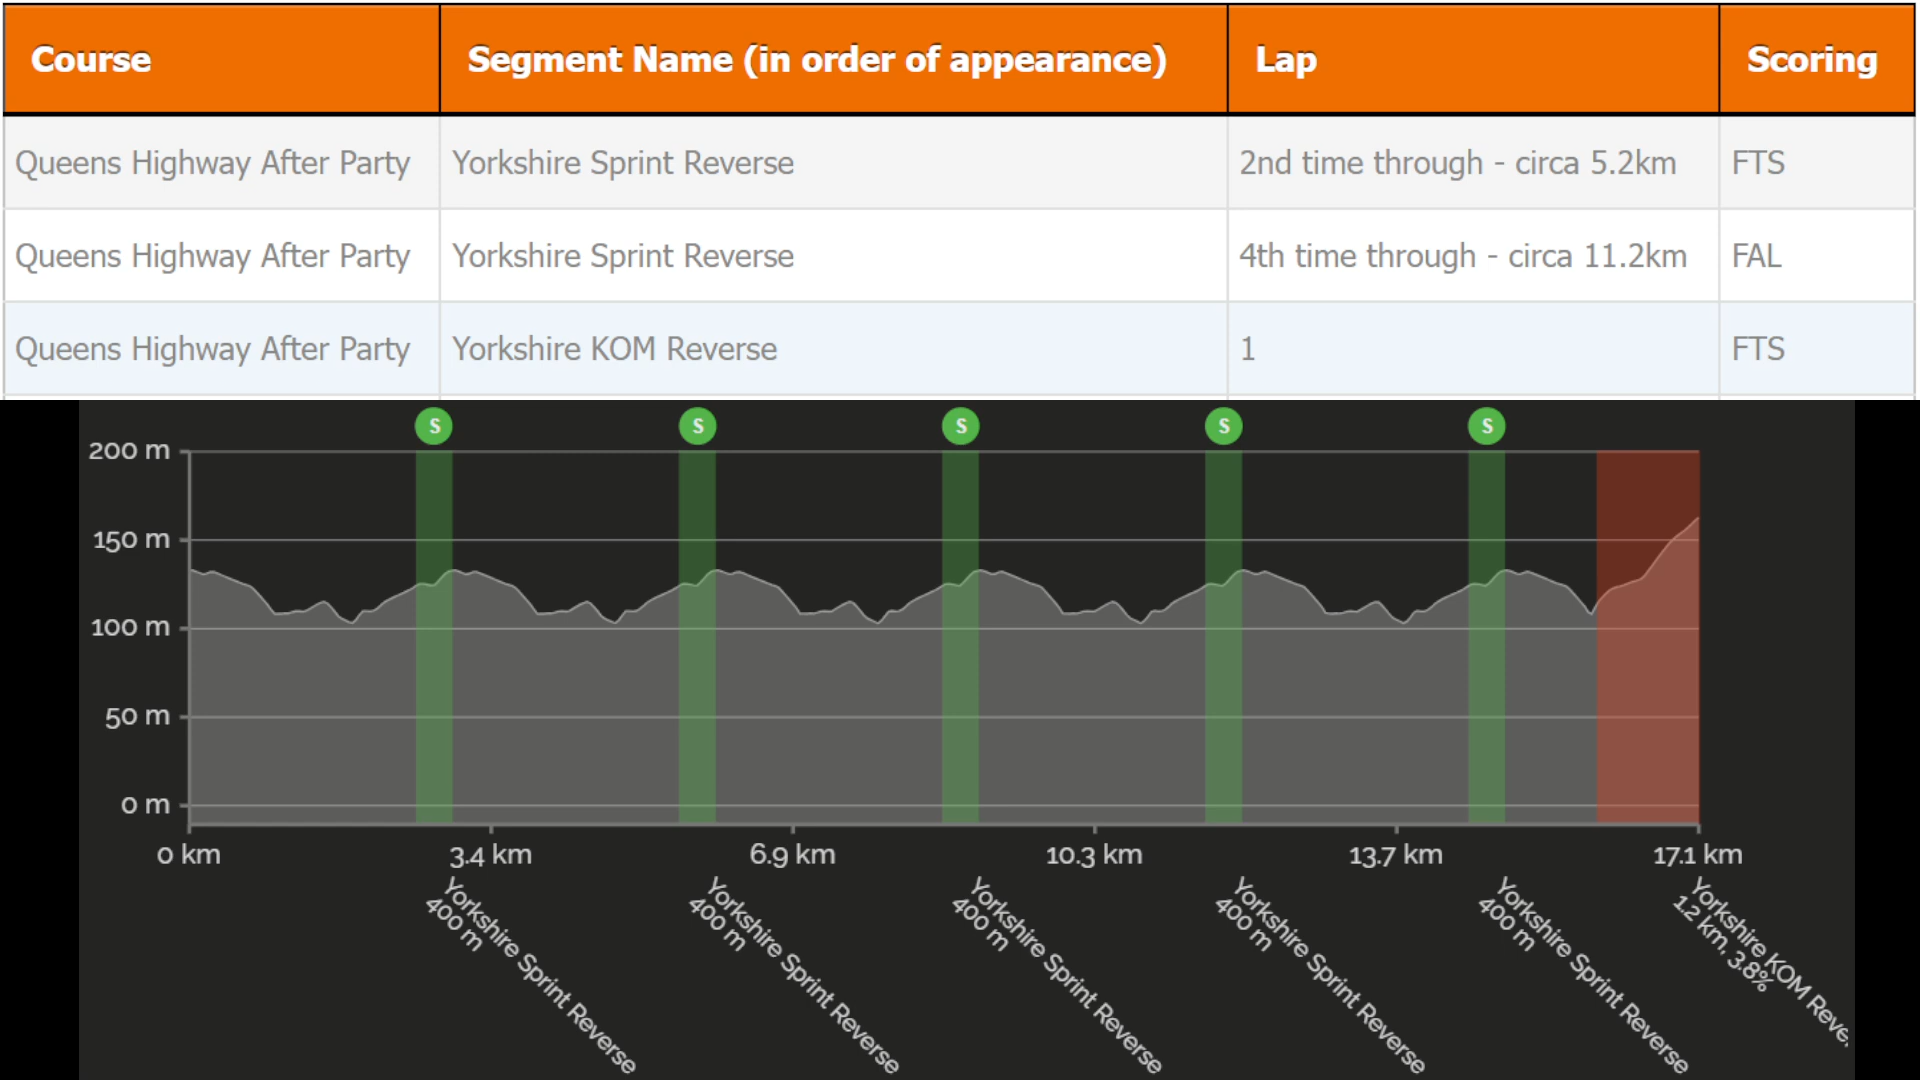 Course Segment Name (in order of appearance) Lap Scoring
Queens Highway After Party Yorkshire Sprint Reverse 2nd time through - circa 5.2km FTS
Queens Highway After Party Yorkshire Sprint Reverse 4th time through - circa 11.2km FAL
Queens Highway After Party Yorkshire KOM Reverse 1 FTS
S S S S S
200 m
150 m
100 m
50 m
0 m
0 km 3.4 km 6.9 km 10.3 km 13.7 km 17.1 km
Yorkshire Sprint Reverse
400 m
Yorkshire Sprint Reverse
400 m
Yorkshire Sprint Reverse
400 m
Yorkshire Sprint Reverse
400 m
Yorkshire Sprint Reverse
400 m
Yorkshire KOM Reve
1.2 km, 3.8%